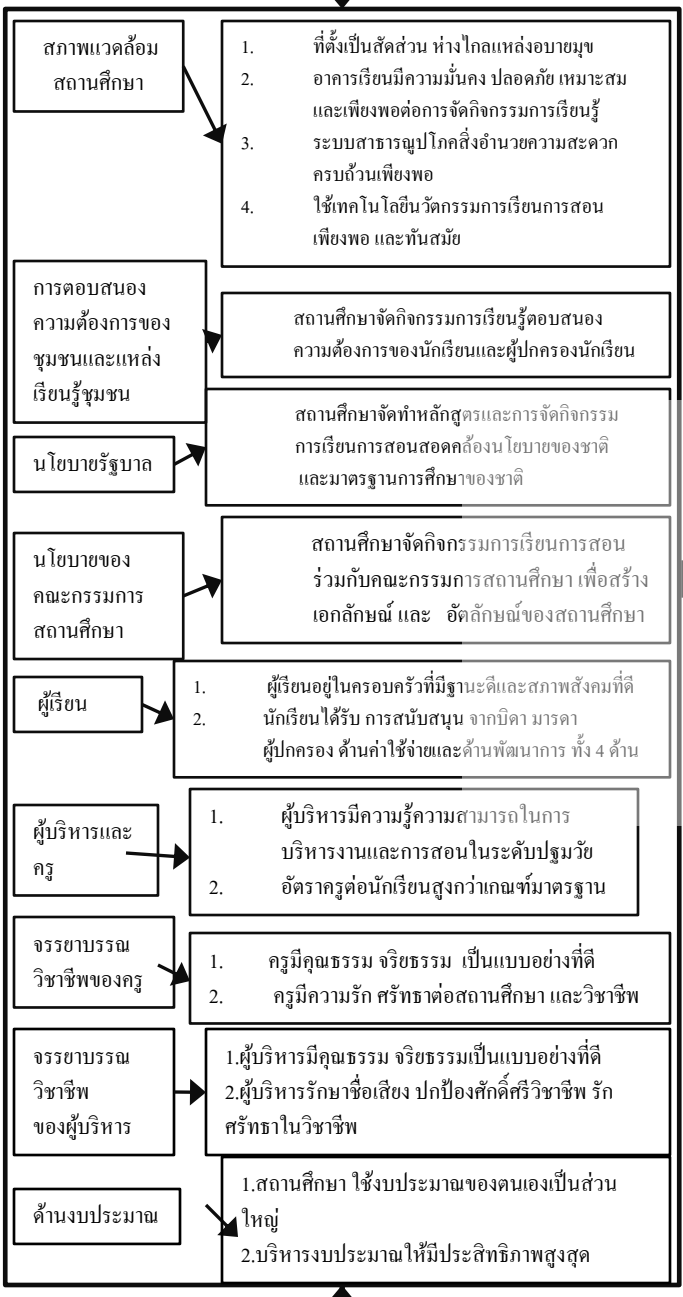 สภาพแวดล้อม
สถานศึกษา
1. ที่ตั้งเป็นสัดส่วน ห่างไกลแหล่งอบายมุข
2. อาคารเรียนมีความมั่นคง ปลอดภัย เหมาะสม
และเพียงพอต่อการจัดกิจกรรมการเรียนรู้
3. ระบบสาธารณูปโภคสิ่งอำนวยความสะดวก
ครบถ้วนเพียงพอ
4. ใช้เทคโนโลยีนวัตกรรมการเรียนการสอน
เพียงพอ และทันสมัย
การตอบสนอง
ความต้องการของ
ชุมชนและแหล่ง
เรียนรู้ชุมชน
สถานศึกษาจัดกิจกรรมการเรียนรู้ตอบสนอง
ความต้องการของนักเรียนและผู้ปกครองนักเรียน
นโยบายรัฐบาล
สถานศึกษาจัดทำหลักสูตรและการจัดกิจกรรม
การเรียนการสอนสอดคล้องนโยบายของชาติ
และมาตรฐานการศึกษาของชาติ
นโยบายของ
คณะกรรมการ
สถานศึกษา
สถานศึกษาจัดกิจกรรมการเรียนการสอน
ร่วมกับคณะกรรมการสถานศึกษา เพื่อสร้าง
เอกลักษณ์ และ อัตลักษณ์ของสถานศึกษา
ผู้เรียน
1. ผู้เรียนอยู่ในครอบครัวที่มีฐานะดีและสภาพสังคมที่ดี
2. นักเรียนได้รับ การสนับสนุน จากบิดา มารดา
ผู้ปกครอง ด้านค่าใช้จ่ายและด้านพัฒนาการ ทั้ง 4 ด้าน
ผู้บริหารและ
ครู
1. ผู้บริหารมีความรู้ความสามารถในการ
บริหารงานและการสอนในระดับปฐมวัย
2. อัตราครูต่อนักเรียนสูงกว่าเกณฑ์มาตรฐาน
จรรยาบรรณ
วิชาชีพของครู
1. ครูมีคุณธรรม จริยธรรม เป็นแบบอย่างที่ดี
2. ครูมีความรัก ศรัทธาต่อสถานศึกษา และวิชาชีพ
จรรยาบรรณ
วิชาชีพ
ของผู้บริหาร
1.ผู้บริหารมีคุณธรรม จริยธรรมเป็นแบบอย่างที่ดี
2.ผู้บริหารรักษาชื่อเสียง ปกป้องศักดิ์ศรีวิชาชีพ รัก
ศรัทธาในวิชาชีพ
ด้านงบประมาณ
1.สถานศึกษา ใช้งบประมาณของตนเองเป็นส่วน
ใหญ่
2.บริหารงบประมาณให้มีประสิทธิภาพสูงสุด